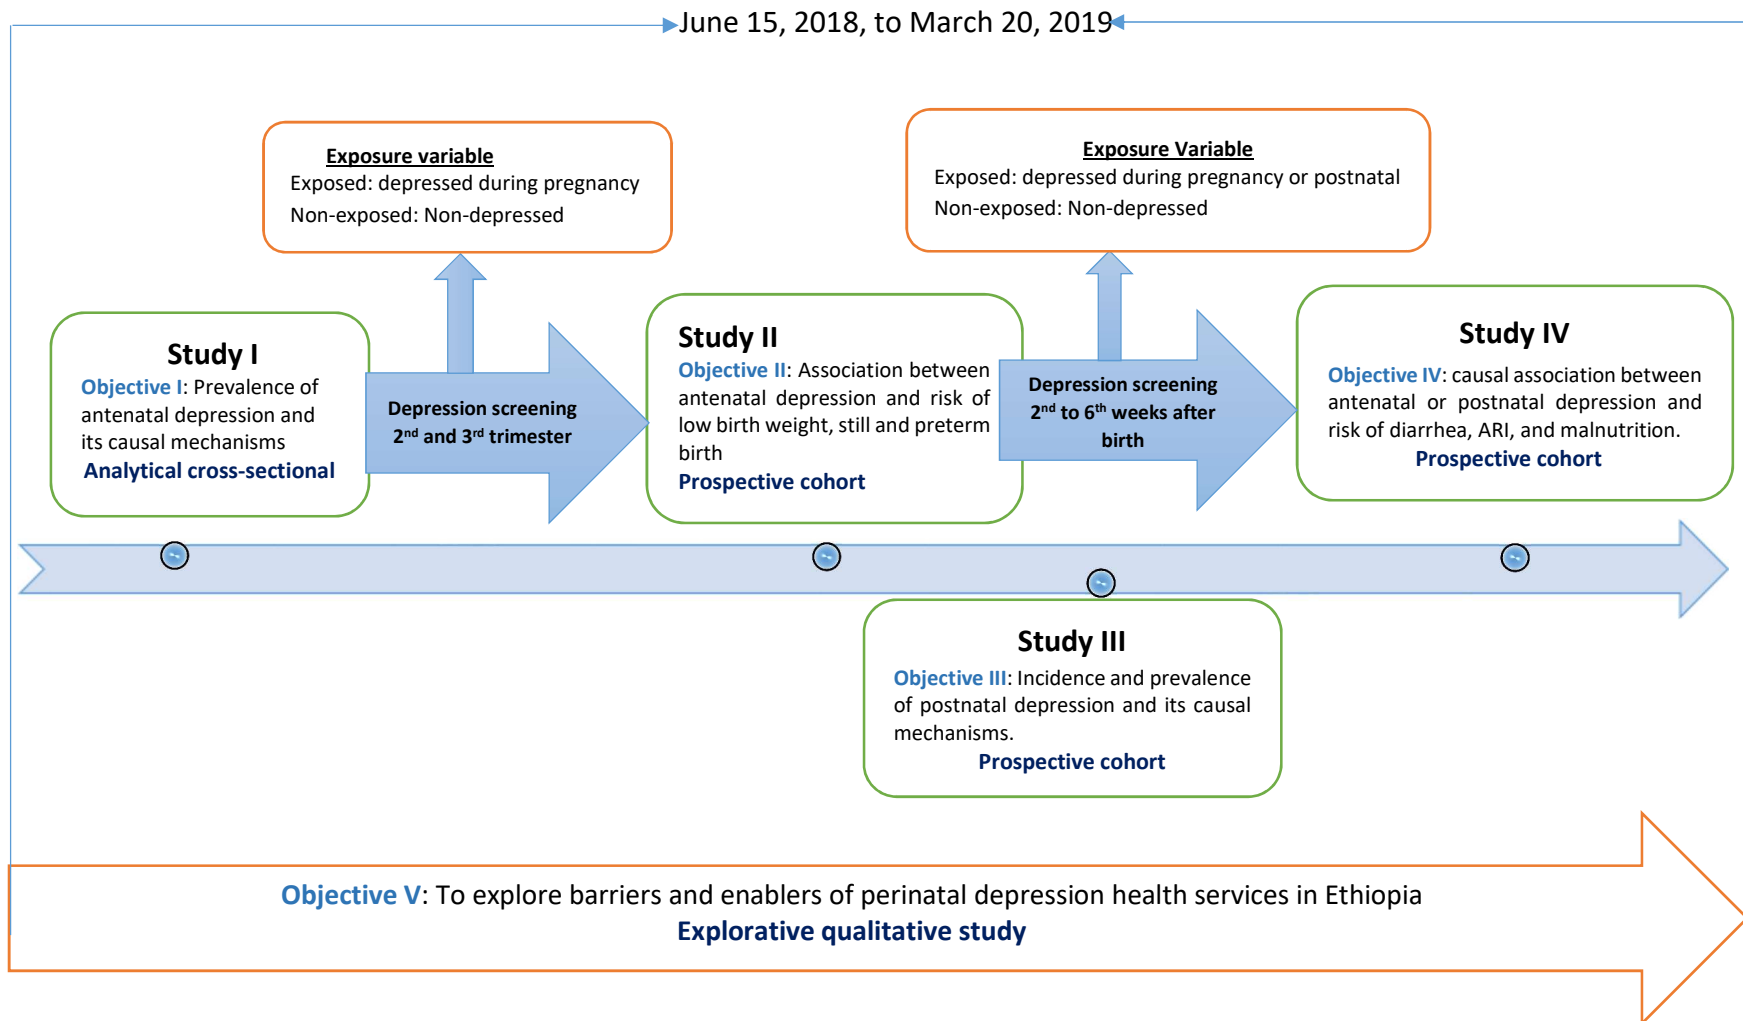 June 15, 2018, to March 20, 2019
Exposure variable
Exposed: depressed during pregnancy
Non-exposed: Non-depressed
Exposure Variable
Exposed: depressed during pregnancy or postnatal
Non-exposed: Non-depressed
Study I
Objective I: Prevalence of
antenatal depression and
its causal mechanisms
Analytical cross-sectional
Depression screening
2nd and 3rd trimester
Study II
Objective II: Association between
antenatal depression and risk of
low birth weight, still and preterm
birth
Prospective cohort
Depression screening
2nd to 6th weeks after
birth
Study IV
Objective IV: causal association between
antenatal or postnatal depression and
risk of diarrhea, ARI, and malnutrition.
Prospective cohort
Study III
Objective III: Incidence and prevalence
of postnatal depression and its causal
mechanisms.
Prospective cohort
Objective V: To explore barriers and enablers of perinatal depression health services in Ethiopia
Explorative qualitative study